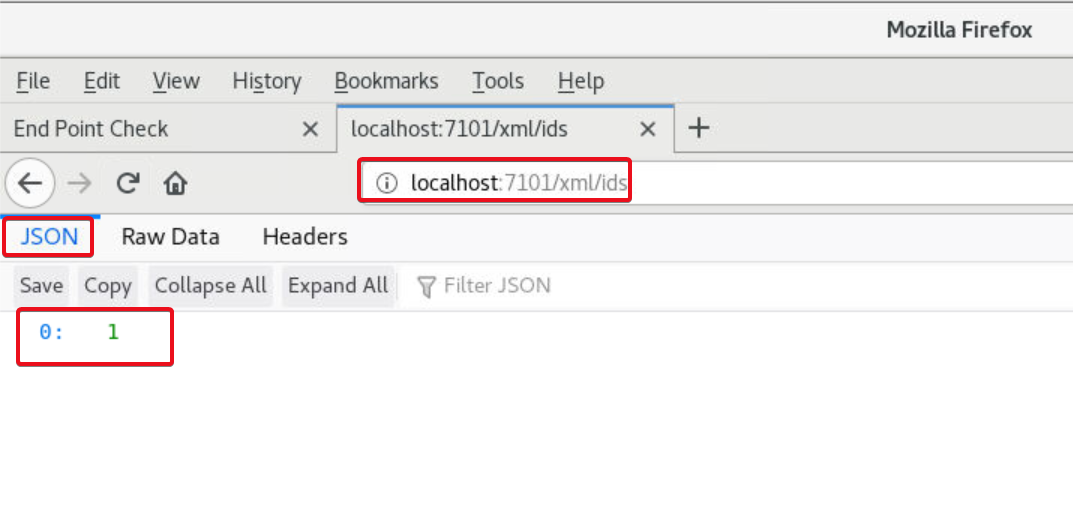 Mozilla Firefox
File Edit View History Bookmarks Tools Help
End Point Check localhost:7101/xml/ids
localhost:7101/xml/ids
JSON Raw Data Headers
Save Copy Collapse All Expand All Filter JSON
0: 1